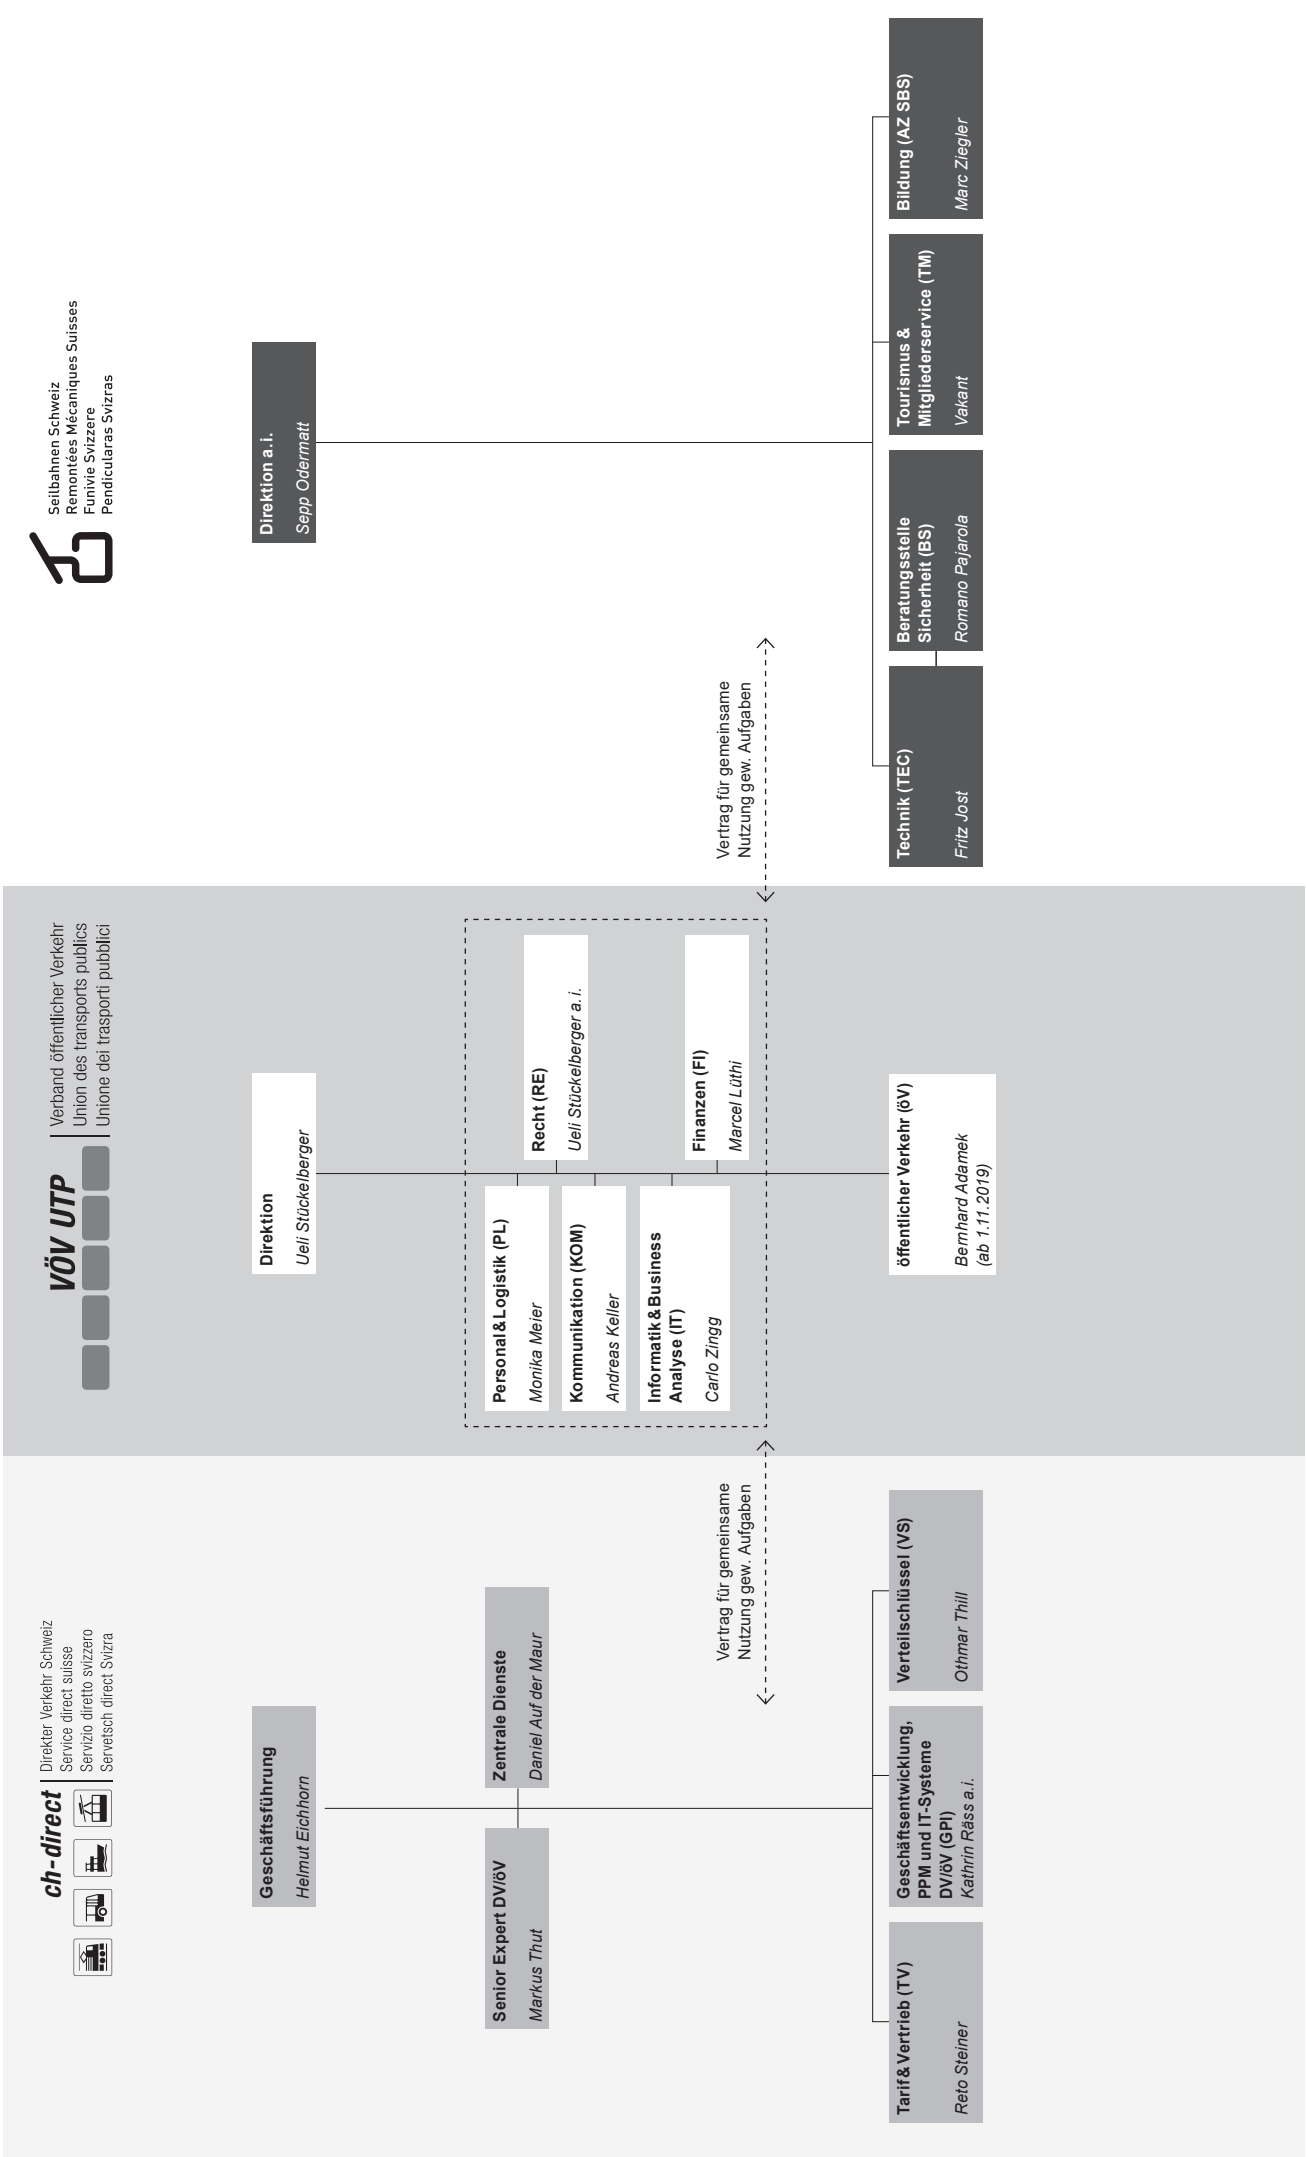 ch-direct
Direkter Verkehr Schweiz
Service direct suisse
Servizio diretto svizzero
Servetsch direct Svizra
VÖV UTP
Verband öffentlicher Verkehr
Union des transports publics
Unione dei trasporti pubblici
Seilbahnen Schweiz
Remontées Mécaniques Suisses
Funivie Svizzere
Pendicularas Svizras
Geschäftsführung
Helmut Eichhorn
Senior Expert DV/öV
Markus Thut
Zentrale Dienste
Daniel Auf der Maur
Vertrag für gemeinsame
Nutzung gew. Aufgaben
Tarif & Vertrieb (TV)
Reto Steiner
Geschäftsentwicklung,
PPM und IT-Systeme
DV/öV (GPI)
Kathrin Räss a.i.
Verteilschlüssel (VS)
Othmar Thill
Direktion
Ueli Stückelberger
Personal & Logistik (PL)
Monika Meier
Recht (RE)
Ueli Stückelberger a. i.
Kommunikation (KOM)
Andreas Keller
Informatik & Business
Analyse (IT)
Carlo Zingg
Finanzen (FI)
Marcel Lüthi
öffentlicher Verkehr (öV)
Bernhard Adamek
(ab 1.11.2019)
Vertrag für gemeinsame
Nutzung gew. Aufgaben
Direktion a.i.
Sepp Odermatt
Technik (TEC)
Fritz Jost
Beratungsstelle
Sicherheit (BS)
Romano Pajarola
Tourismus &
Mitgliederservice (TM)
Vakant
Bildung (AZ SBS)
Marc Ziegler